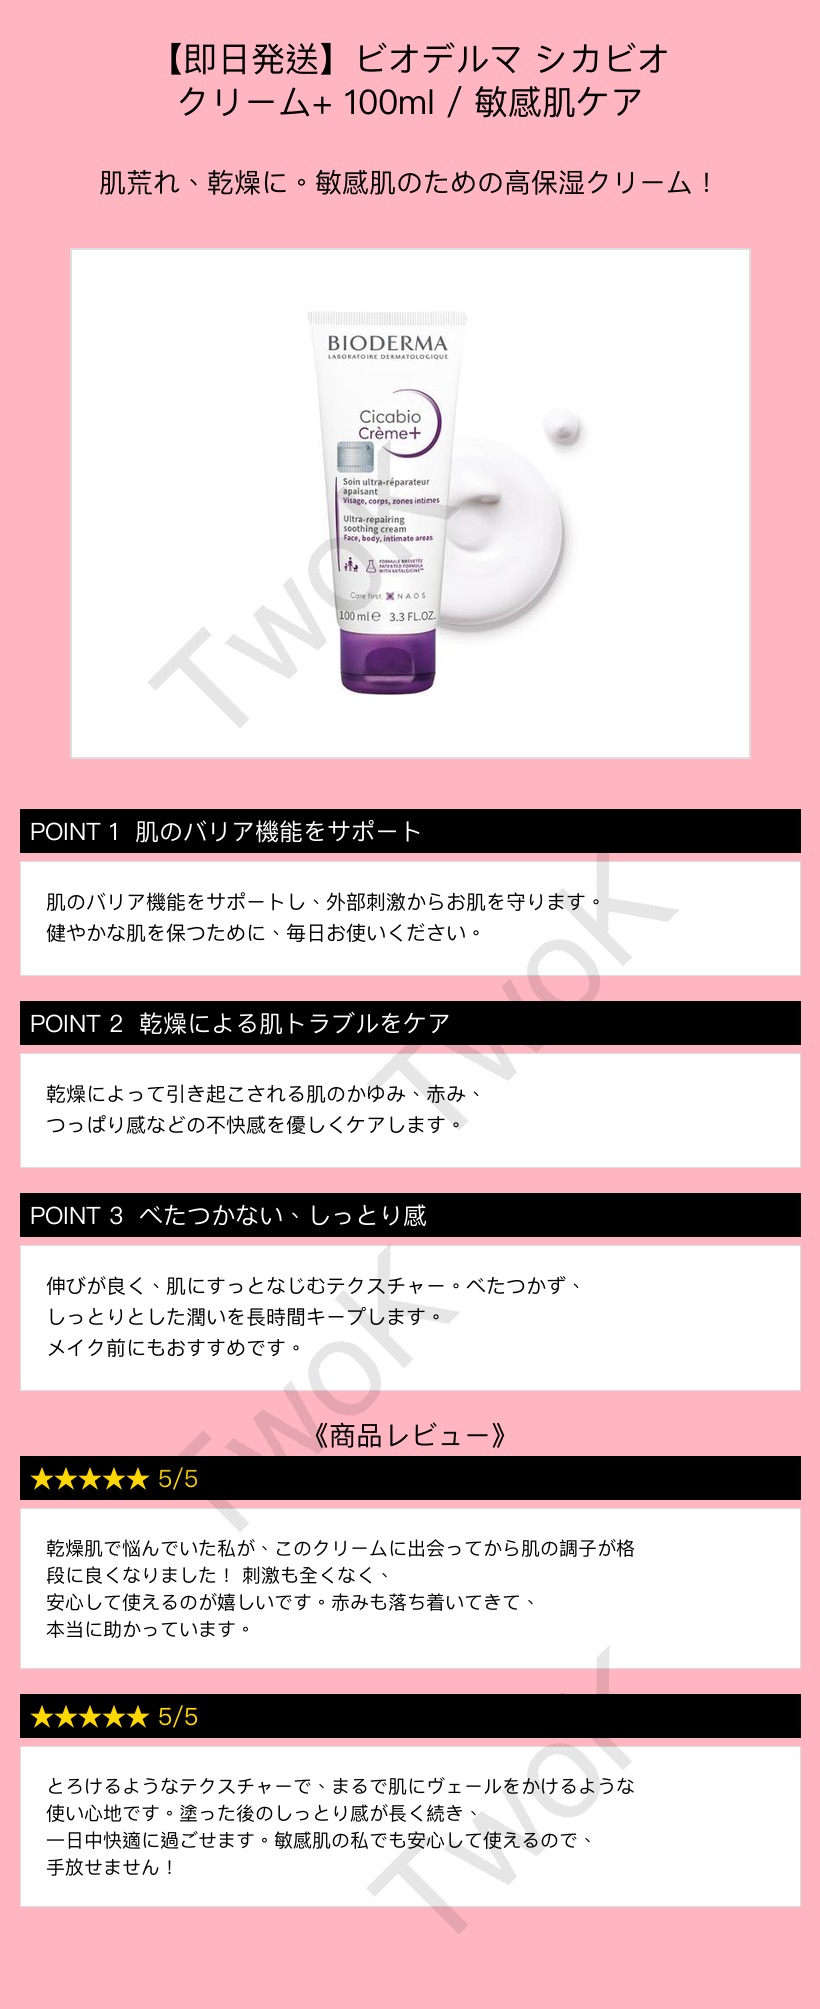 【即日発送】ビオデルマ シカビオ
クリーム+ 100ml / 敏感肌ケア
肌荒れ、乾燥に。敏感肌のための高保湿クリーム！
BIODERMA
LABORATOIRE DERMATOLOGIQUE
Cicabio
Crème+
Soin ultra-réparateur
apaisant
Visage, corps, zones intimes
Ultra-repairing
soothing cream
Face, body, intimate areas
FORMULE BREVETÉE
PATENTED FORMULA
WITH ANTALGICINE™
Care first. NAOS
100 ml e 3.3 FL.OZ.
TwoK
POINT 1 肌のバリア機能をサポート
肌のバリア機能をサポートし、外部刺激からお肌を守ります。
健やかな肌を保つために、毎日お使いください。
TwoK
POINT 2 乾燥による肌トラブルをケア
乾燥によって引き起こされる肌のかゆみ、赤み、
つっぱり感などの不快感を優しくケアします。
POINT 3 べたつかない、しっとり感
伸びが良く、肌にすっとなじむテクスチャー。べたつかず、
しっとりとした潤いを長時間キープします。
メイク前にもおすすめです。
TwoK
《商品レビュー》
★★★★★ 5/5
乾燥肌で悩んでいた私が、このクリームに出会ってから肌の調子が格
段に良くなりました！ 刺激も全くなく、
安心して使えるのが嬉しいです。赤みも落ち着いてきて、
本当に助かっています。
★★★★★ 5/5
とろけるようなテクスチャーで、まるで肌にヴェールをかけるような
使い心地です。塗った後のしっとり感が長く続き、
一日中快適に過ごせます。敏感肌の私でも安心して使えるので、
手放せません！
TwoK